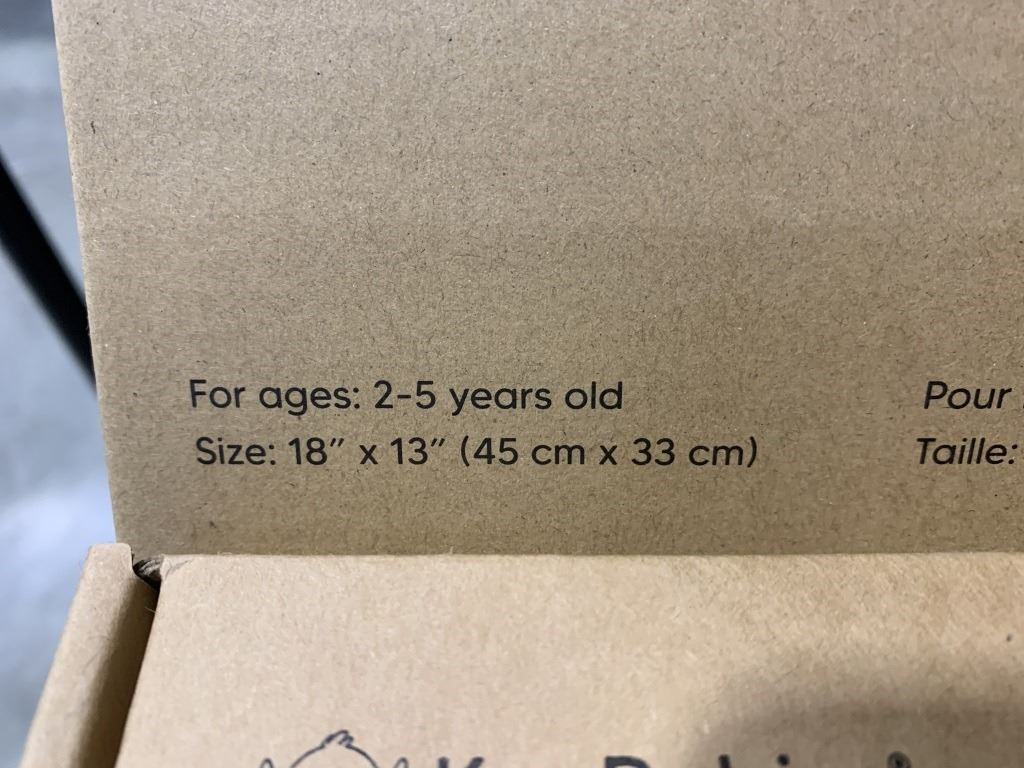 For ages: 2-5 years old
Size: 18″ x 13″ (45 cm x 33 cm)
Pour
Taille: